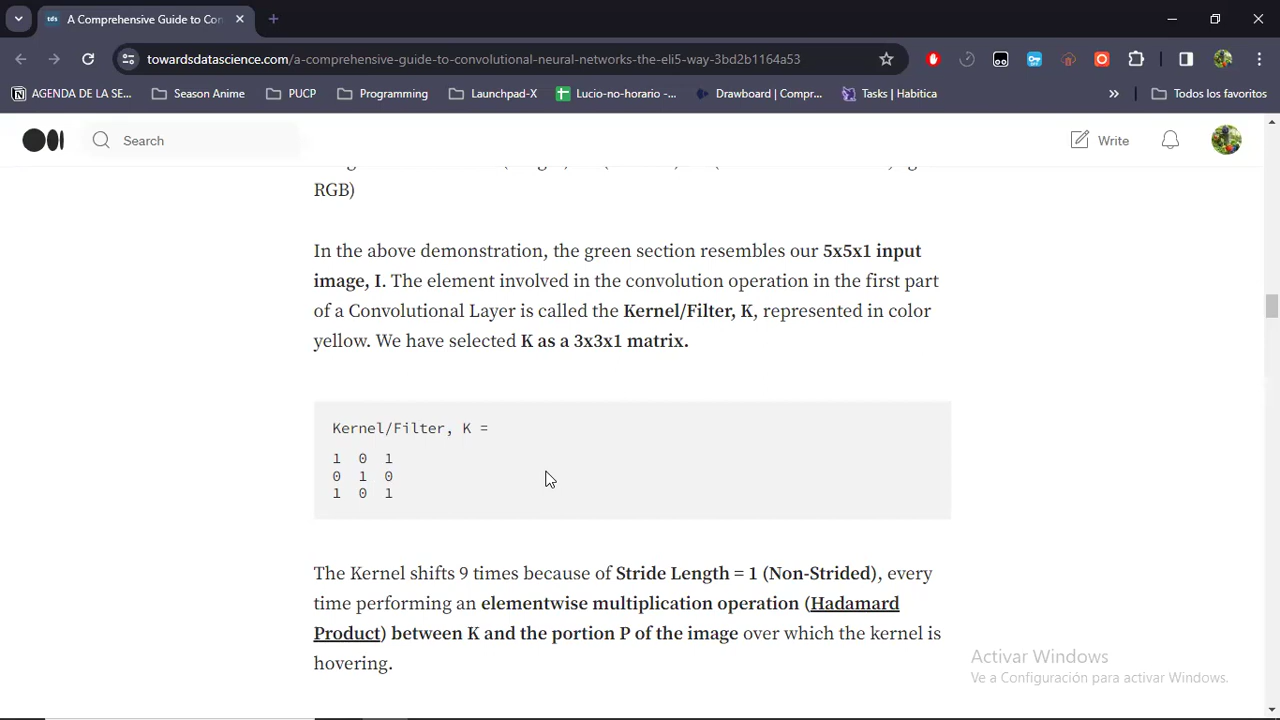 A Comprehensive Guide to Con
towardsdatascience.com/a-comprehensive-guide-to-convolutional-neural-networks-the-eli5-way-3bd2b1164a53
AGENDA DE LA SE... Season Anime PUCP Programming Launchpad-X Lucio-no-horario -... Drawboard | Compr... Tasks | Habitica » Todos los favoritos
Search Write
RGB)
In the above demonstration, the green section resembles our 5x5x1 input
image, I. The element involved in the convolution operation in the first part
of a Convolutional Layer is called the Kernel/Filter, K, represented in color
yellow. We have selected K as a 3x3x1 matrix.
Kernel/Filter, K =
1 0 1
0 1 0
1 0 1
The Kernel shifts 9 times because of Stride Length = 1 (Non-Strided), every
time performing an elementwise multiplication operation (Hadamard
Product) between K and the portion P of the image over which the kernel is
hovering.
Activar Windows
Ve a Configuración para activar Windows.